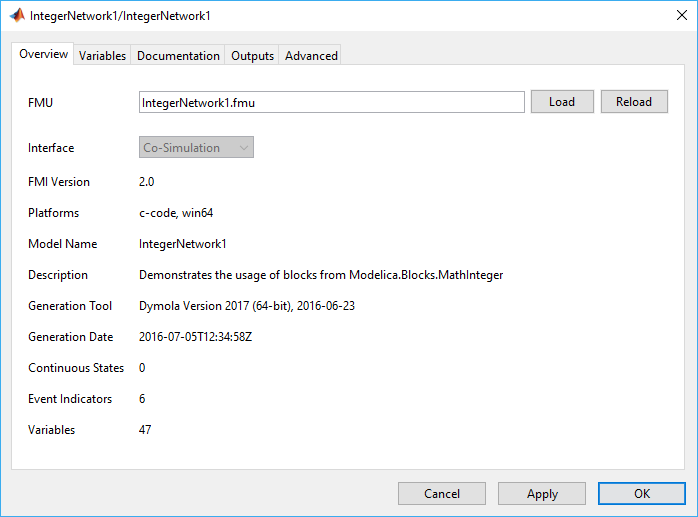 IntegerNetwork1/IntegerNetwork1
Overview Variables Documentation Outputs Advanced
FMU IntegerNetwork1.fmu Load Reload
Interface Co-Simulation
FMI Version 2.0
Platforms c-code, win64
Model Name IntegerNetwork1
Description Demonstrates the usage of blocks from Modelica.Blocks.MathInteger
Generation Tool Dymola Version 2017 (64-bit), 2016-06-23
Generation Date 2016-07-05T12:34:58Z
Continuous States 0
Event Indicators 6
Variables 47
Cancel Apply OK